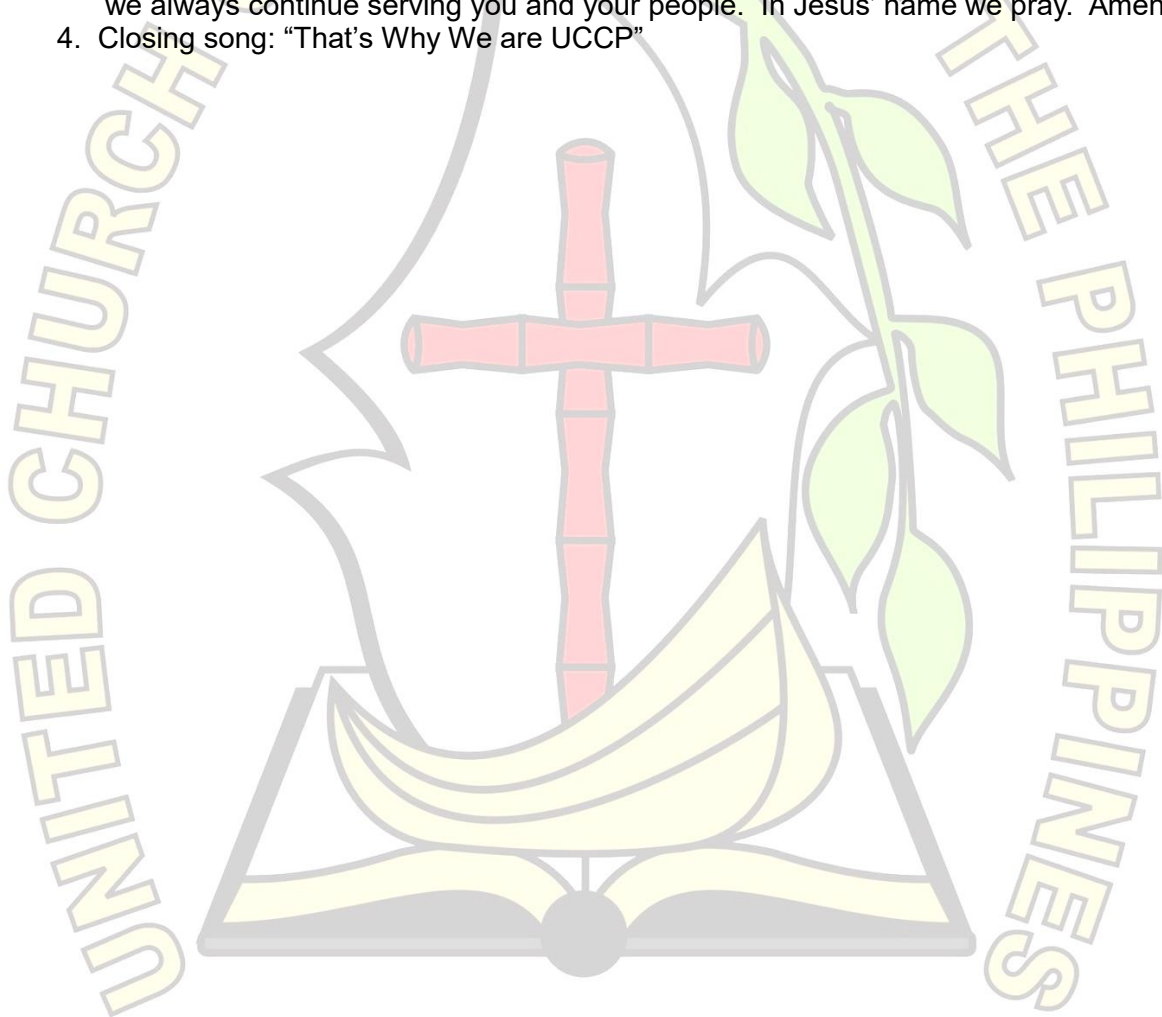 we always continue serving you and your people. In Jesus' name we pray. Amen
4. Closing song: “That’s Why We are UCCP”
UNITED CHURCH
THE PHILIPPINES